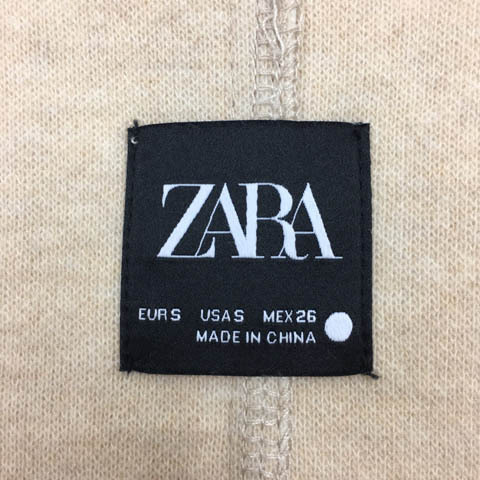 ZARA
EUR S USA S MEX 26
MADE IN CHINA